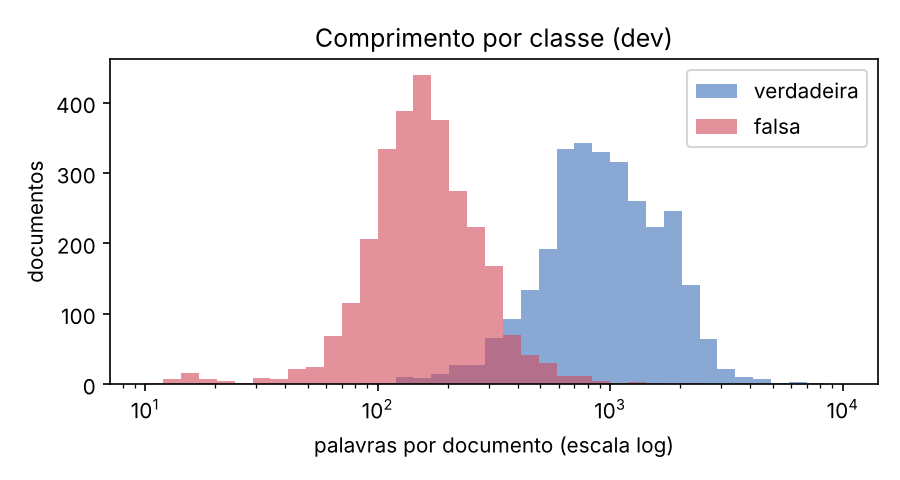 Comprimento por classe (dev)
verdadeira
falsa
documentos
400
300
200
100
0
10¹
10²
10³
10⁴
palavras por documento (escala log)